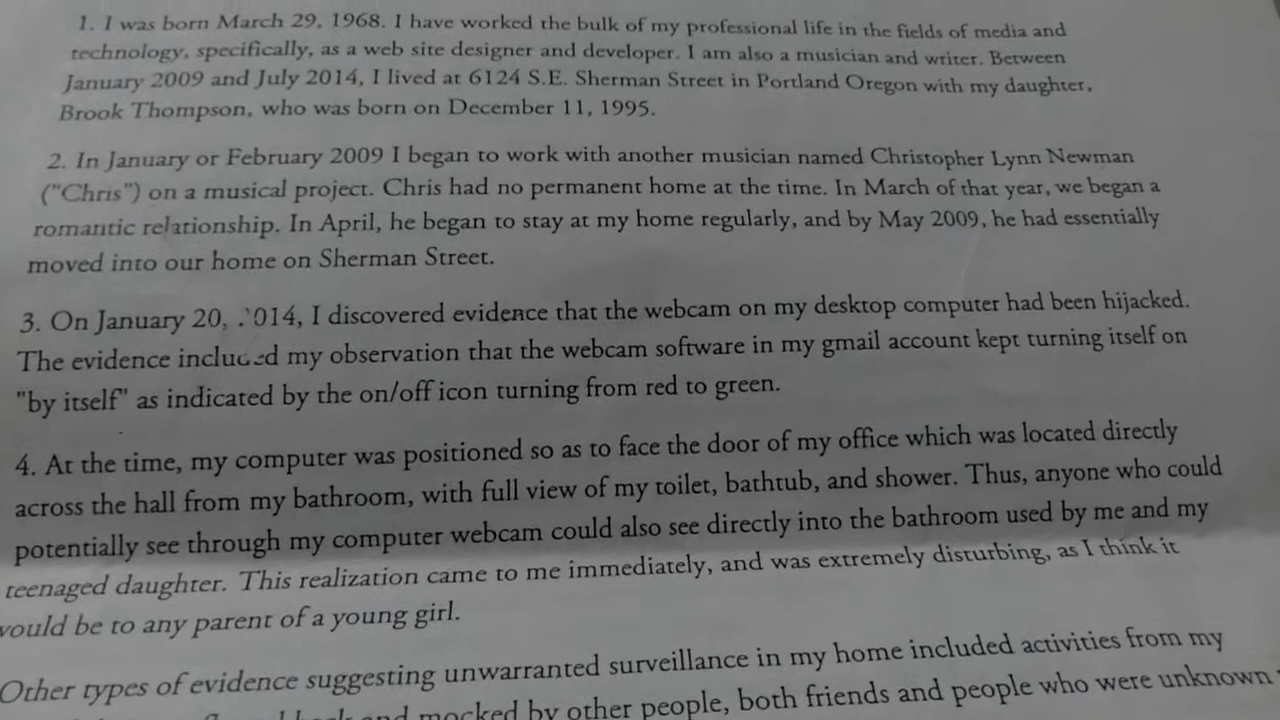 1. I was born March 29, 1968. I have worked the bulk of my professional life in the fields of media and
technology, specifically, as a web site designer and developer. I am also a musician and writer. Between
January 2009 and July 2014, I lived at 6124 S.E. Sherman Street in Portland Oregon with my daughter,
Brook Thompson, who was born on December 11, 1995.
2. In January or February 2009 I began to work with another musician named Christopher Lynn Newman
("Chris") on a musical project. Chris had no permanent home at the time. In March of that year, we began a
romantic relationship. In April, he began to stay at my home regularly, and by May 2009, he had essentially
moved into our home on Sherman Street.
3. On January 20, 2014, I discovered evidence that the webcam on my desktop computer had been hijacked.
The evidence included my observation that the webcam software in my gmail account kept turning itself on
"by itself" as indicated by the on/off icon turning from red to green.
4. At the time, my computer was positioned so as to face the door of my office which was located directly
across the hall from my bathroom, with full view of my toilet, bathtub, and shower. Thus, anyone who could
potentially see through my computer webcam could also see directly into the bathroom used by me and my
teenaged daughter. This realization came to me immediately, and was extremely disturbing, as I think it
would be to any parent of a young girl.
Other types of evidence suggesting unwarranted surveillance in my home included activities from my
and mocked by other people, both friends and people who were unknown